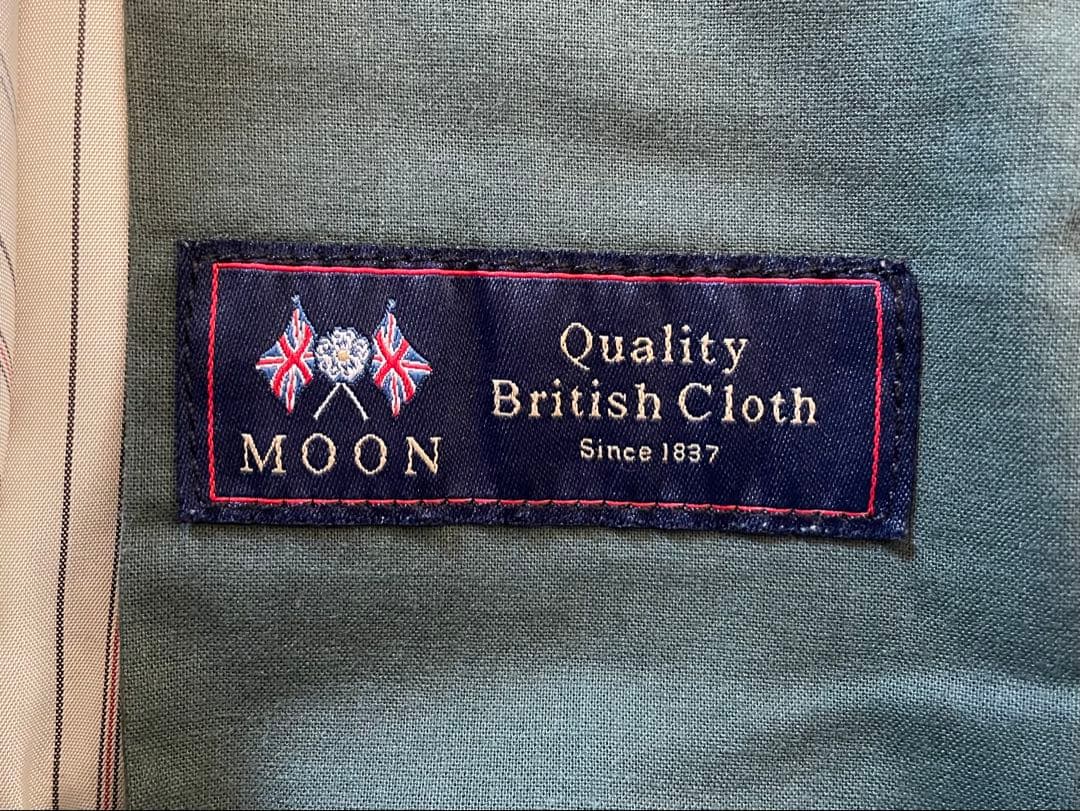 MOON
Quality
British Cloth
Since 1837